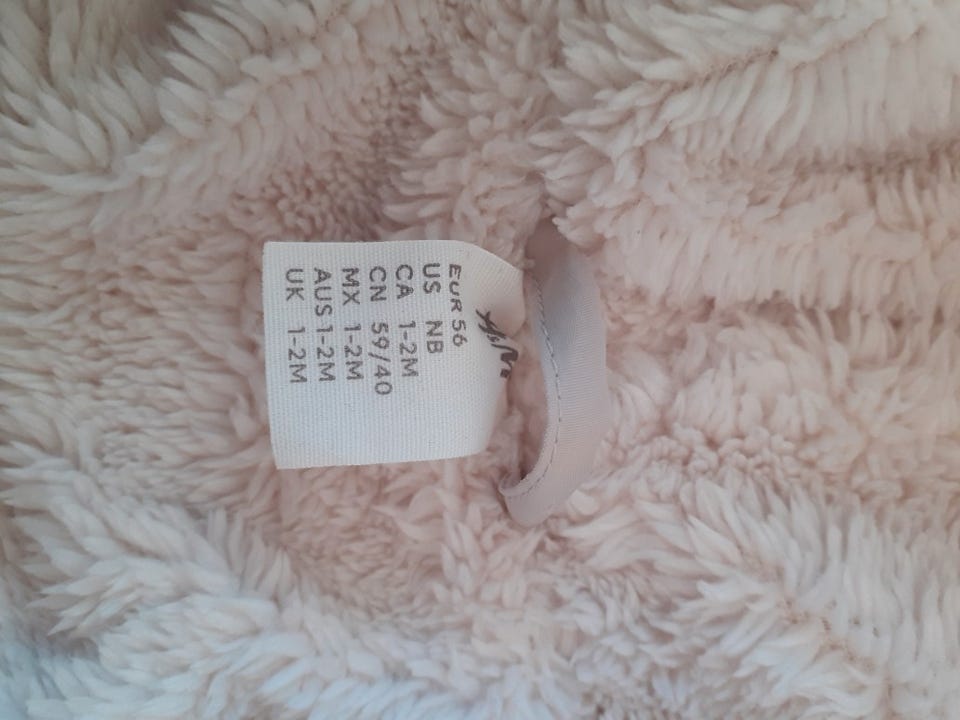 H&M
EUR 56
US NB
CA 1-2M
CN 59/40
MX 1-2M
AUS 1-2M
UK 1-2M